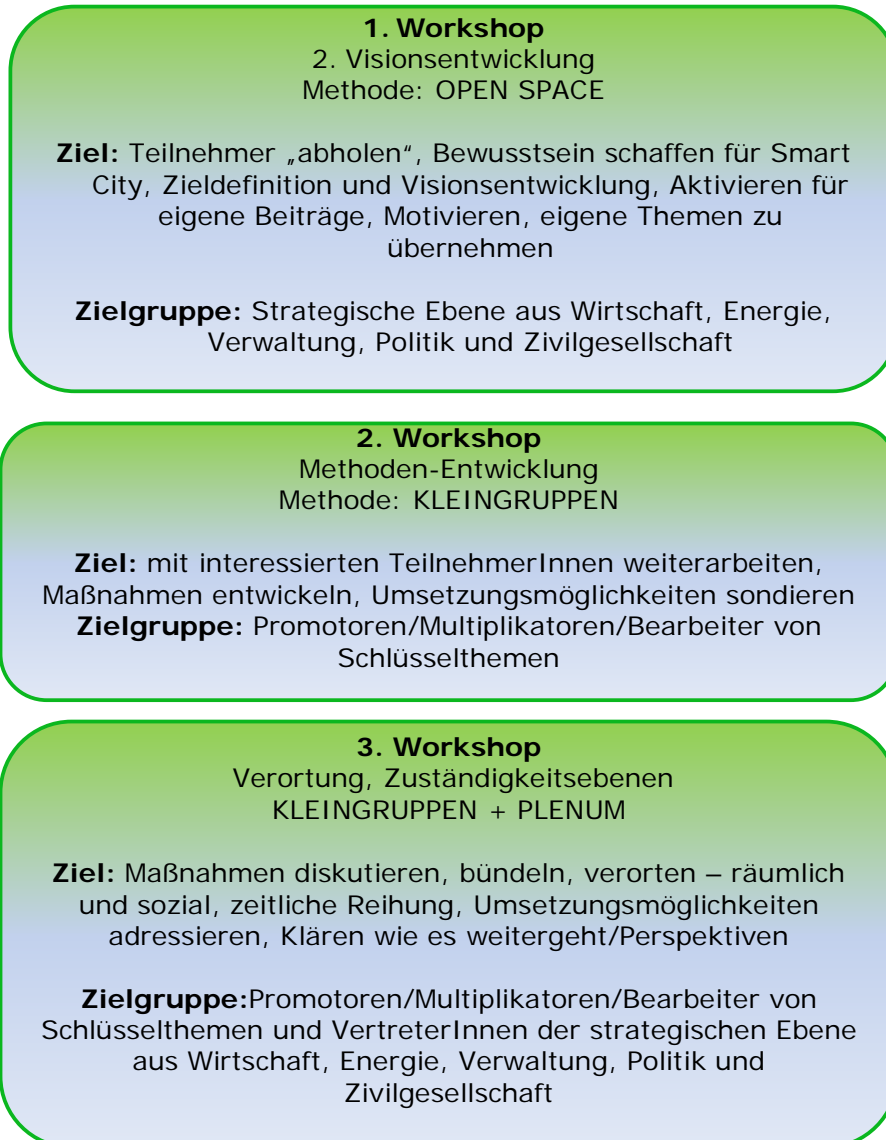 1. Workshop
2. Visionsentwicklung
Methode: OPEN SPACE
Ziel: Teilnehmer „abholen“, Bewusstsein schaffen für Smart
City, Zieldefinition und Visionsentwicklung, Aktivieren für
eigene Beiträge, Motivieren, eigene Themen zu
übernehmen
Zielgruppe: Strategische Ebene aus Wirtschaft, Energie,
Verwaltung, Politik und Zivilgesellschaft
2. Workshop
Methoden-Entwicklung
Methode: KLEINGRUPPEN
Ziel: mit interessierten TeilnehmerInnen weiterarbeiten,
Maßnahmen entwickeln, Umsetzungsmöglichkeiten sondieren
Zielgruppe: Promotoren/Multiplikatoren/Bearbeiter von
Schlüsselthemen
3. Workshop
Verortung, Zuständigkeitsebenen
KLEINGRUPPEN + PLENUM
Ziel: Maßnahmen diskutieren, bündeln, verorten – räumlich
und sozial, zeitliche Reihung, Umsetzungsmöglichkeiten
adressieren, Klären wie es weitergeht/Perspektiven
Zielgruppe:Promotoren/Multiplikatoren/Bearbeiter von
Schlüsselthemen und VertreterInnen der strategischen Ebene
aus Wirtschaft, Energie, Verwaltung, Politik und
Zivilgesellschaft